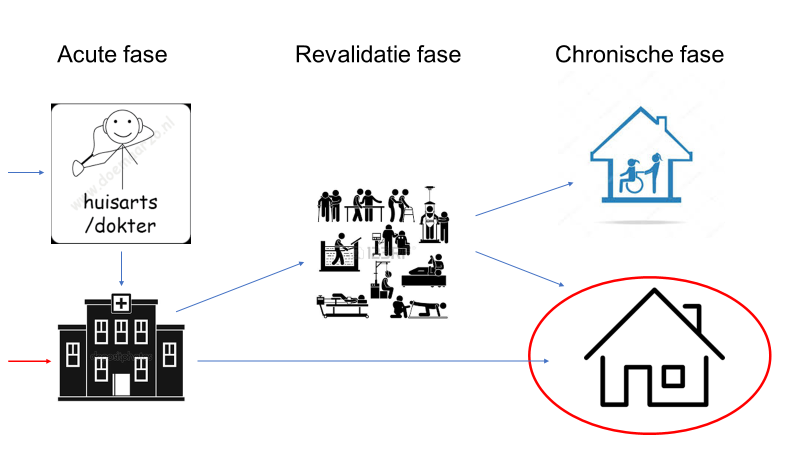 Acute fase
Revalidatie fase
Chronische fase
huisarts
/dokter